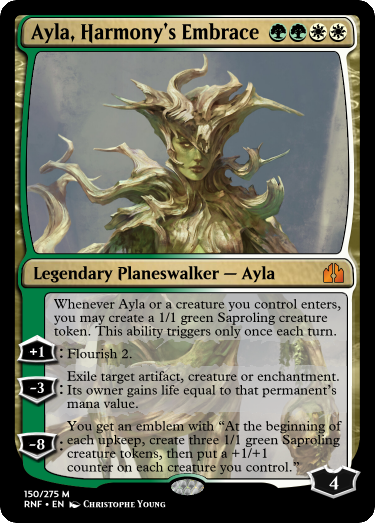 Ayla, Harmony's Embrace
Legendary Planeswalker — Ayla
Whenever Ayla or a creature you control enters,
you may create a 1/1 green Saproling creature
token. This ability triggers only once each turn.
+1: Flourish 2.
Exile target artifact, creature or enchantment.
-3: Its owner gains life equal to that permanent's
mana value.
You get an emblem with “At the beginning of
-8: each upkeep, create three 1/1 green Saproling
creature tokens, then put a +1/+1
counter on each creature you control.”
4
150/275 M
RNF • EN Christophe Young